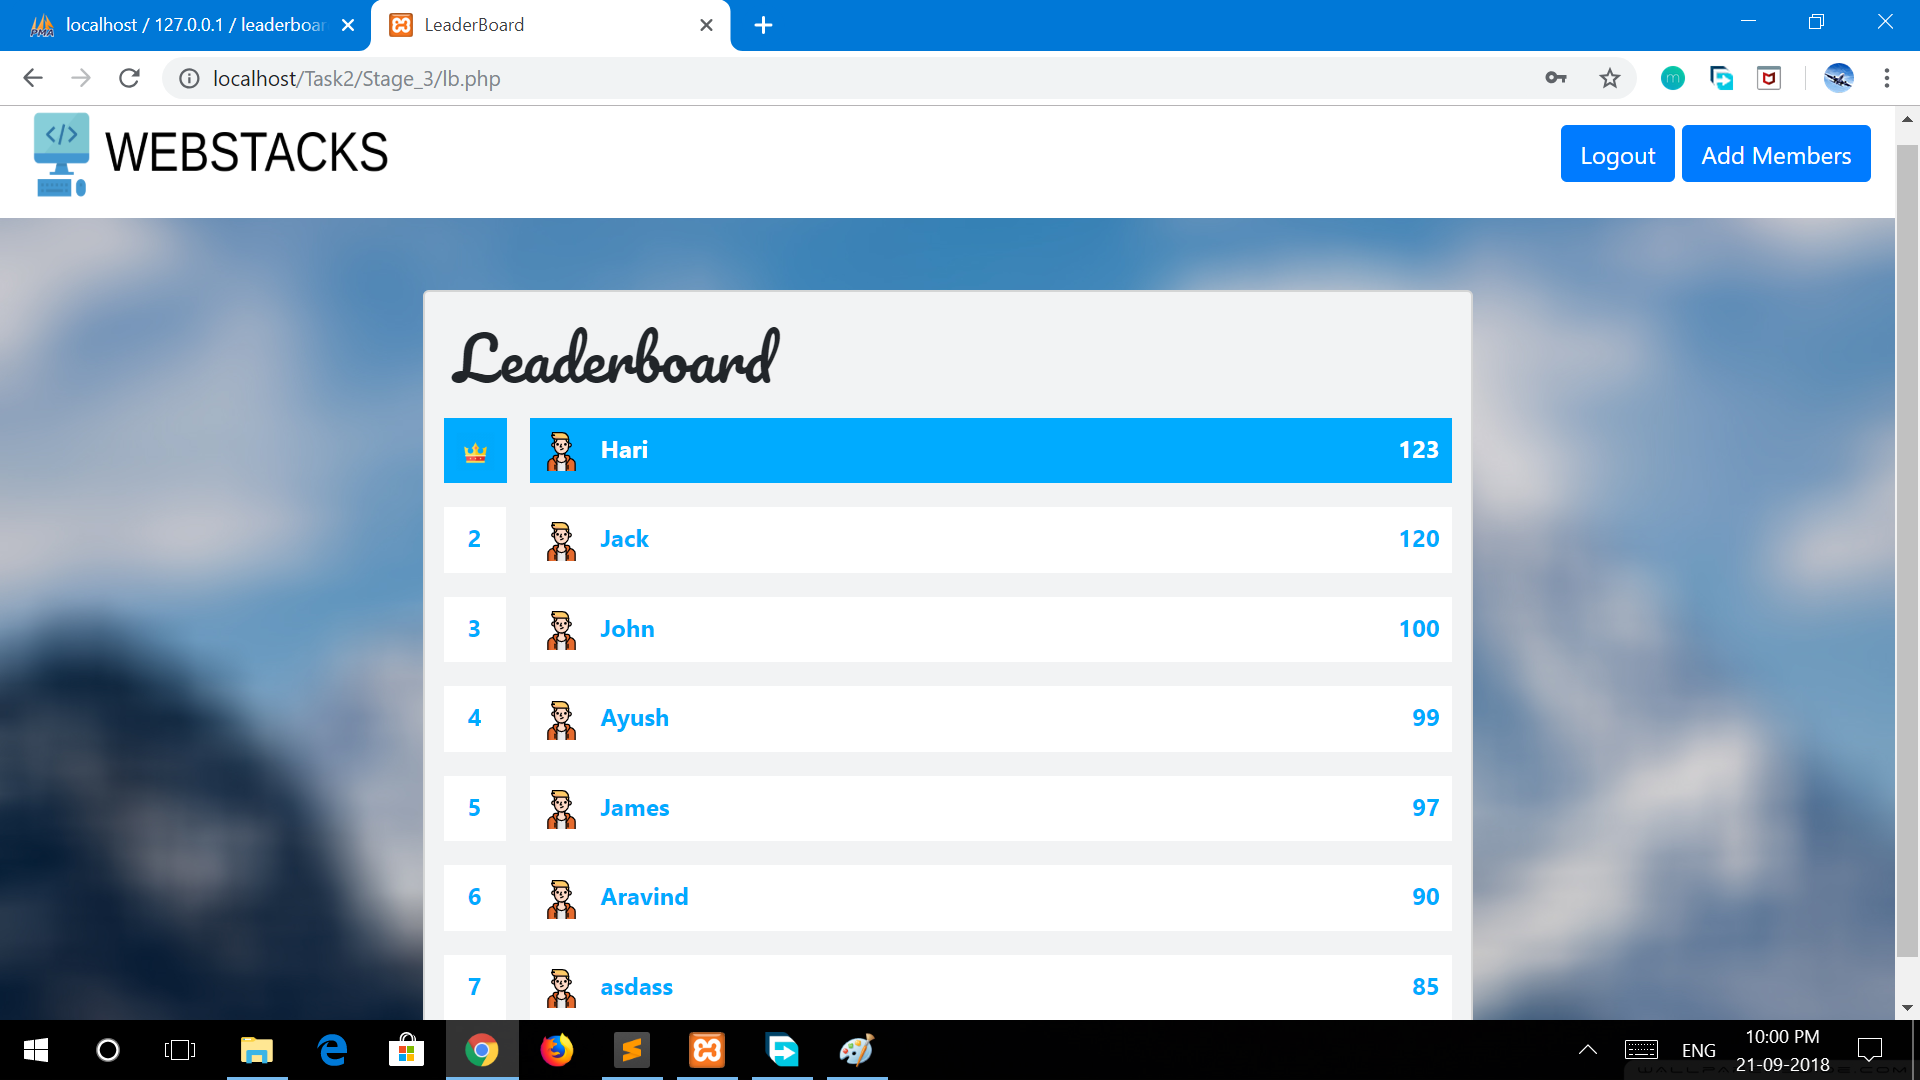 localhost / 127.0.0.1 / leaderboar
LeaderBoard
localhost/Task2/Stage_3/lb.php
WEBSTACKS
Logout
Add Members
Leaderboard
Hari 123
2 Jack 120
3 John 100
4 Ayush 99
5 James 97
6 Aravind 90
7 asdass 85
ENG
10:00 PM
21-09-2018